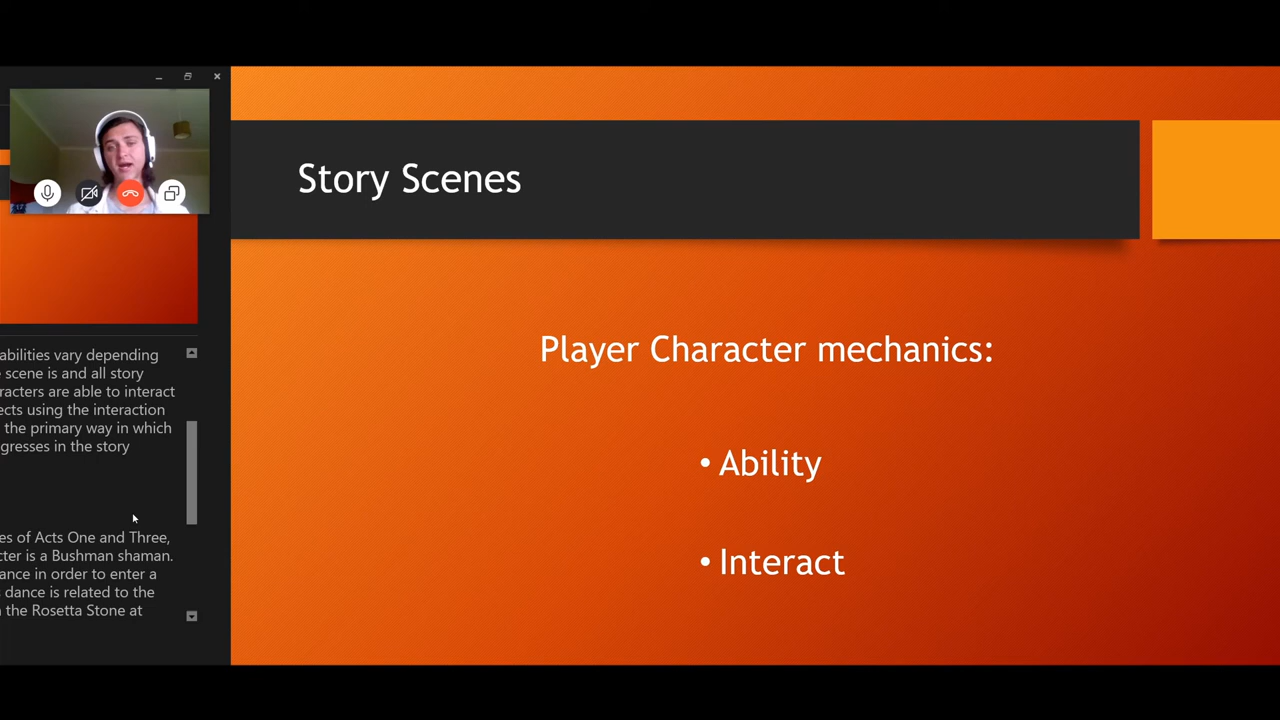 Story Scenes
Player Character mechanics:
• Ability
• Interact
abilities vary depending
scene is and all story
racters are able to interact
ects using the interaction
the primary way in which
gresses in the story
es of Acts One and Three,
cter is a Bushman shaman.
ance in order to enter a
dance is related to the
the Rosetta Stone at